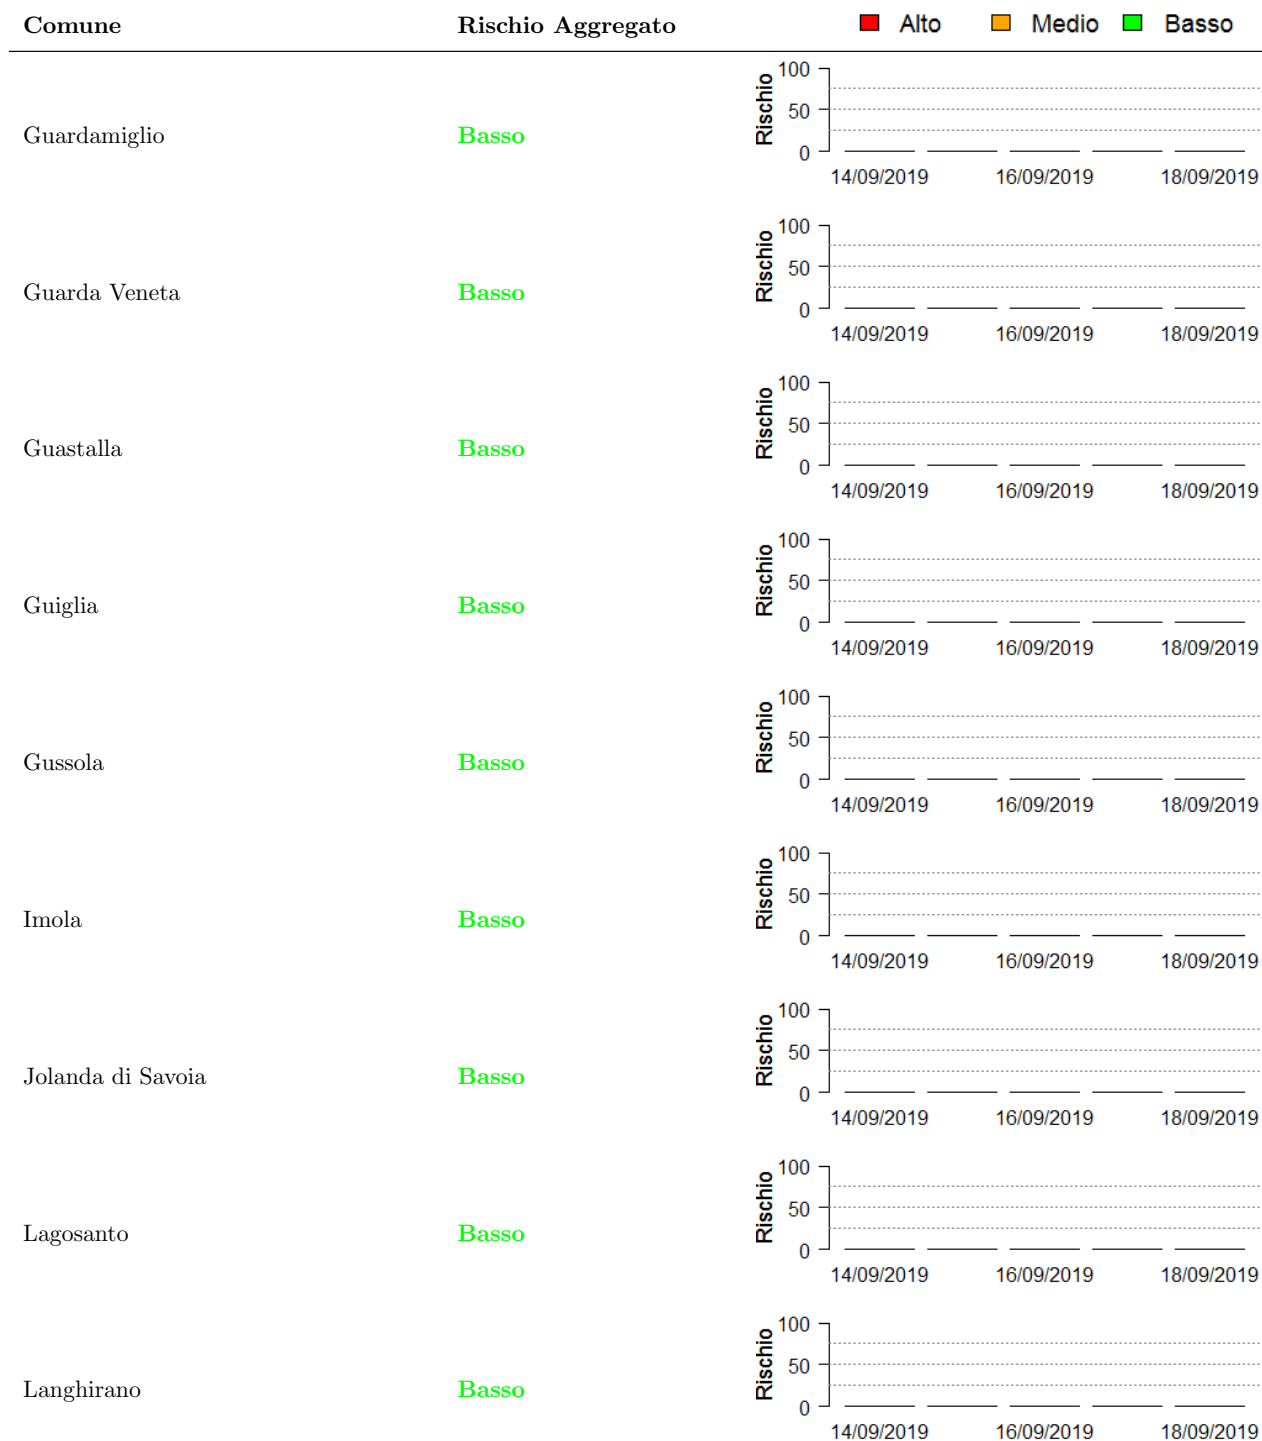 Comune Rischio Aggregato Alto Medio Basso
100
Rischio
50
Guardamiglio Basso
0
14/09/2019 16/09/2019 18/09/2019
100
Rischio
50
Guarda Veneta Basso
0
14/09/2019 16/09/2019 18/09/2019
100
Rischio
50
Guastalla Basso
0
14/09/2019 16/09/2019 18/09/2019
100
Rischio
50
Guiglia Basso
0
14/09/2019 16/09/2019 18/09/2019
100
Rischio
50
Gussola Basso
0
14/09/2019 16/09/2019 18/09/2019
100
Rischio
50
Imola Basso
0
14/09/2019 16/09/2019 18/09/2019
100
Rischio
50
Jolanda di Savoia Basso
0
14/09/2019 16/09/2019 18/09/2019
100
Rischio
50
Lagosanto Basso
0
14/09/2019 16/09/2019 18/09/2019
100
Rischio
50
Langhirano Basso
0
14/09/2019 16/09/2019 18/09/2019